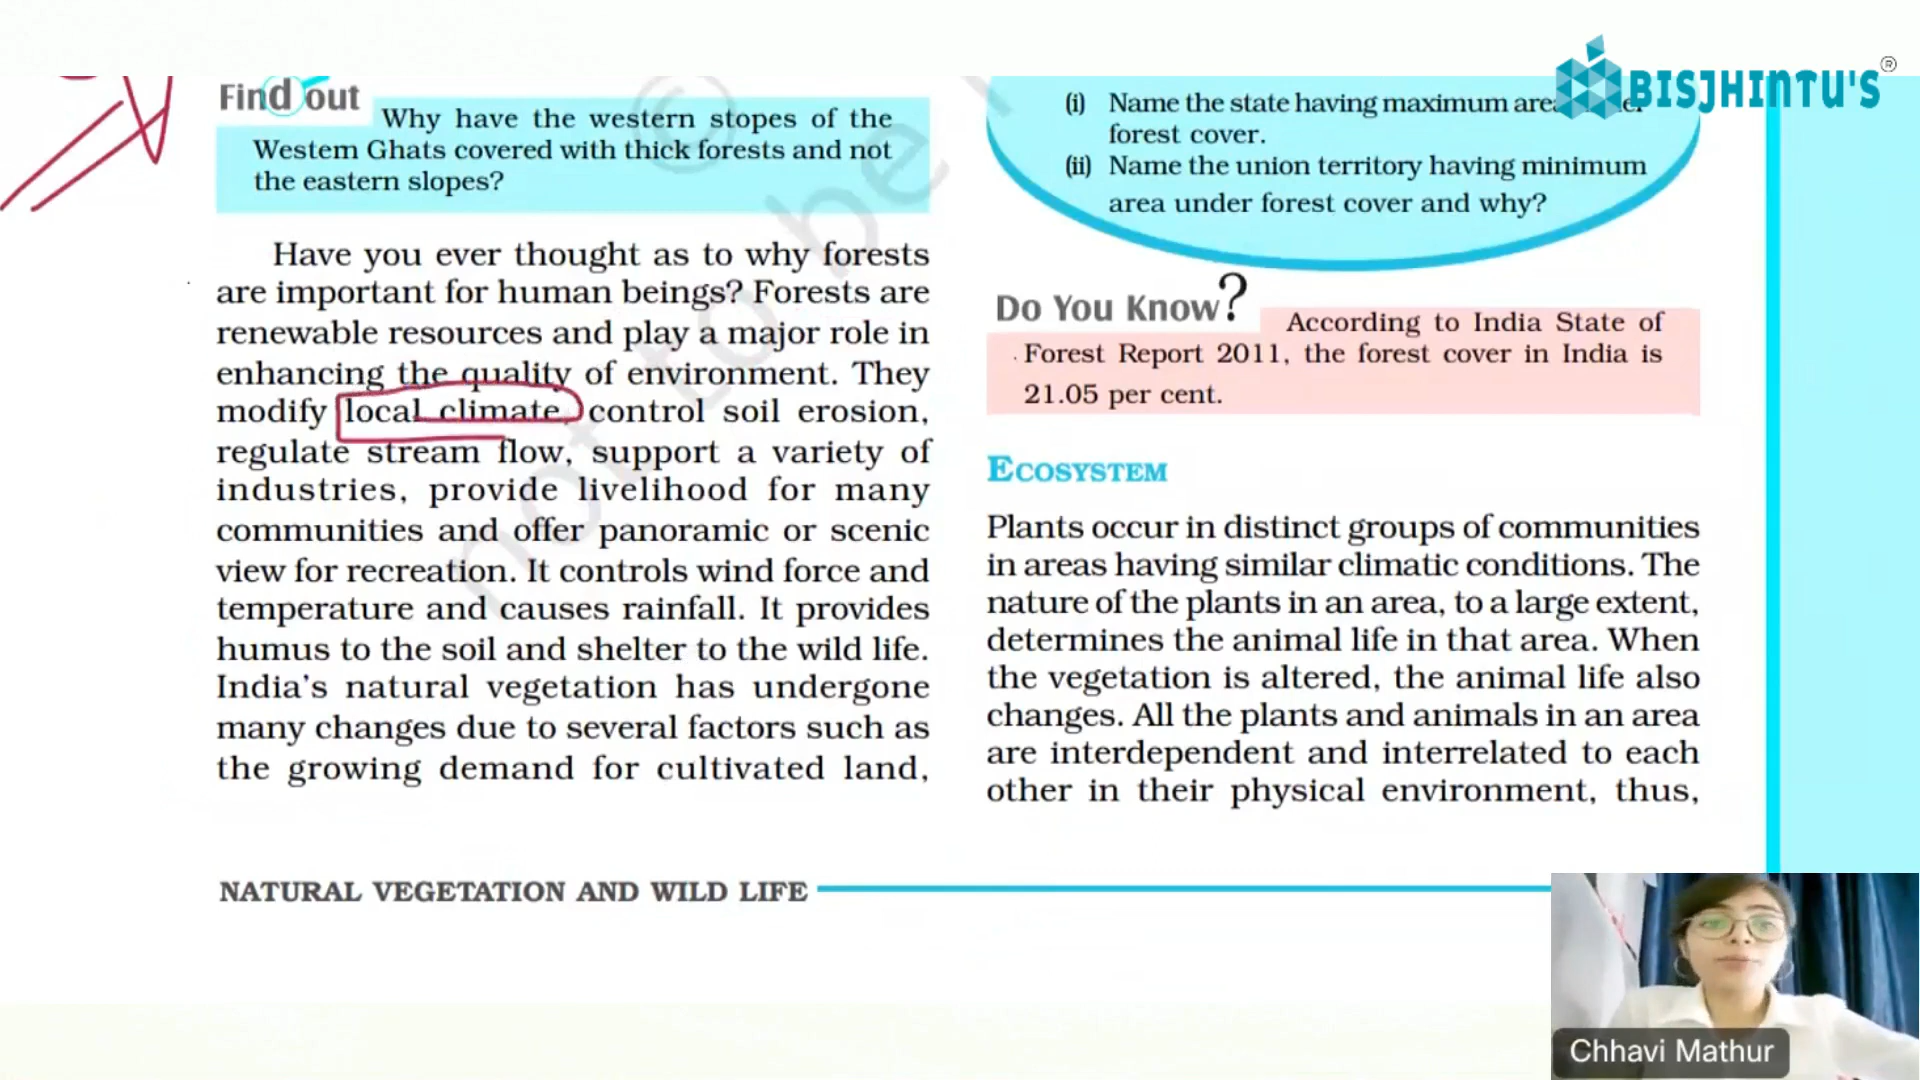 BISJHINTU'S
®
Find out
Why have the western stopes of the
Westem Ghats covered with thick forests and not
the eastern slopes?
Have you ever thought as to why forests
are important for human beings? Forests are
renewable resources and play a major role in
enhancing the quality of environment. They
modify local climate, control soil erosion,
regulate stream flow, support a variety of
industries, provide livelihood for many
communities and offer panoramic or scenic
view for recreation. It controls wind force and
temperature and causes rainfall. It provides
humus to the soil and shelter to the wild life.
India's natural vegetation has undergone
many changes due to several factors such as
the growing demand for cultivated land,
(i) Name the state having maximum area
forest cover.
(ii) Name the union territory having minimum
area under forest cover and why?
Do You Know?
According to India State of
Forest Report 2011, the forest cover in India is
21.05 per cent.
ECOSYSTEM
Plants occur in distinct groups of communities
in areas having similar climatic conditions. The
nature of the plants in an area, to a large extent,
determines the animal life in that area. When
the vegetation is altered, the animal life also
changes. All the plants and animals in an area
are interdependent and interrelated to each
other in their physical environment, thus,
NATURAL VEGETATION AND WILD LIFE
Chhavi Mathur
© not to be